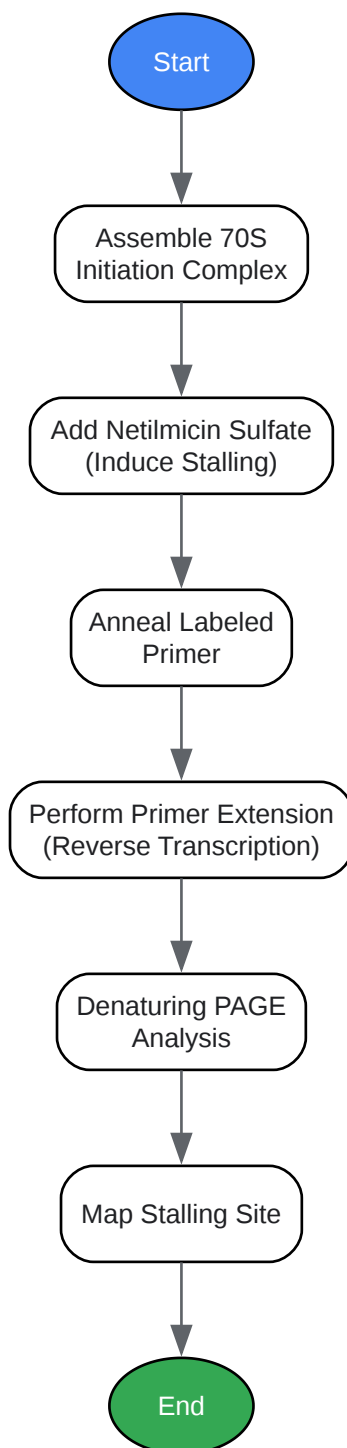 Start
Assemble 70S
Initiation Complex
Add Netilmicin Sulfate
(Induce Stalling)
Anneal Labeled
Primer
Perform Primer Extension
(Reverse Transcription)
Denaturing PAGE
Analysis
Map Stalling Site
End